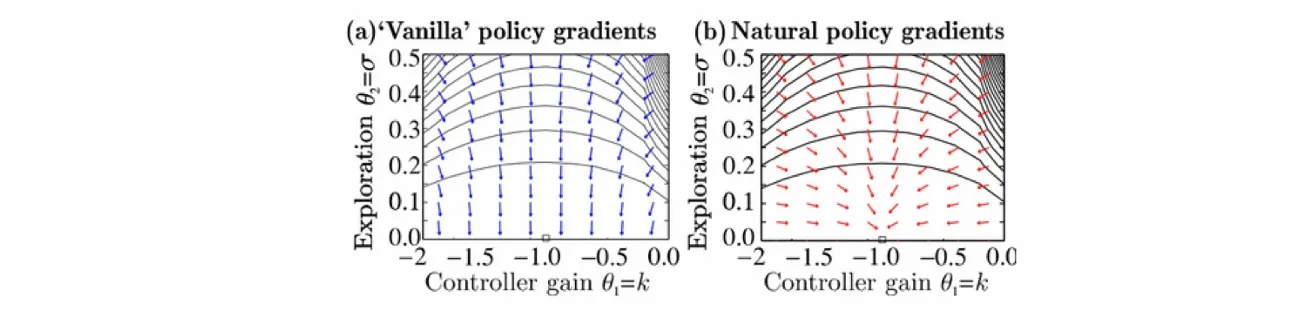 (a)‘Vanilla’ policy gradients
Exploration θ₂=σ
0.5
0.4
0.3
0.2
0.1
0.0
−2 −1.5 −1.0 −0.5 0.0
Controller gain θ₁=k
(b) Natural policy gradients
Exploration θ₂=σ
0.5
0.4
0.3
0.2
0.1
0.0
−2 −1.5 −1.0 −0.5 0.0
Controller gain θ₁=k